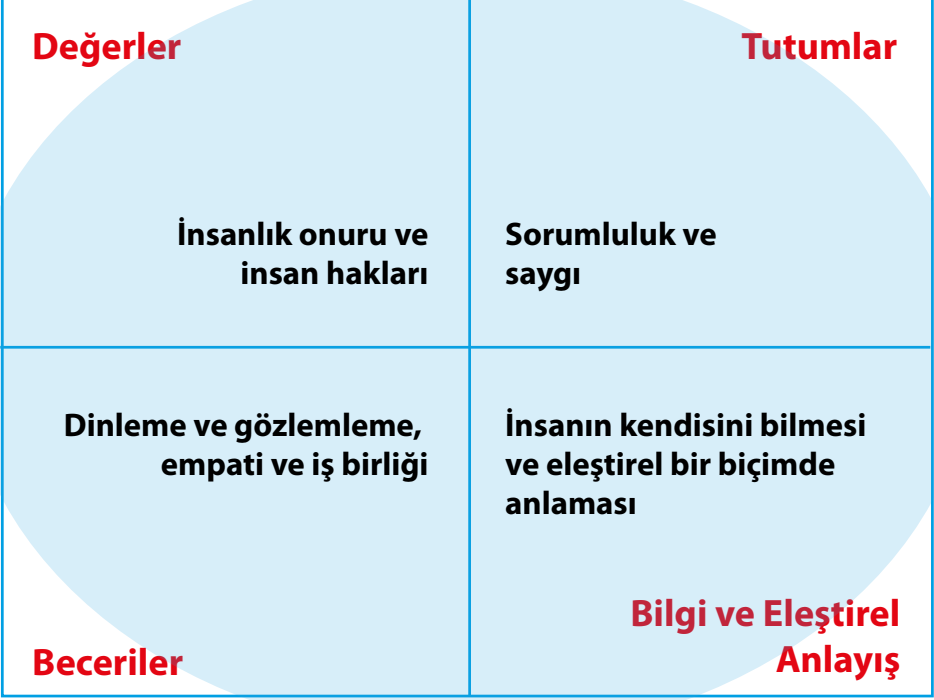 Değerler
İnsanlık onuru ve
insan hakları
Tutumlar
Sorumluluk ve
saygı
Dinleme ve gözlemleme,
empati ve iş birliği
Beceriler
İnsanın kendisini bilmesi
ve eleştirel bir biçimde
anlaması
Bilgi ve Eleştirel
Anlayış